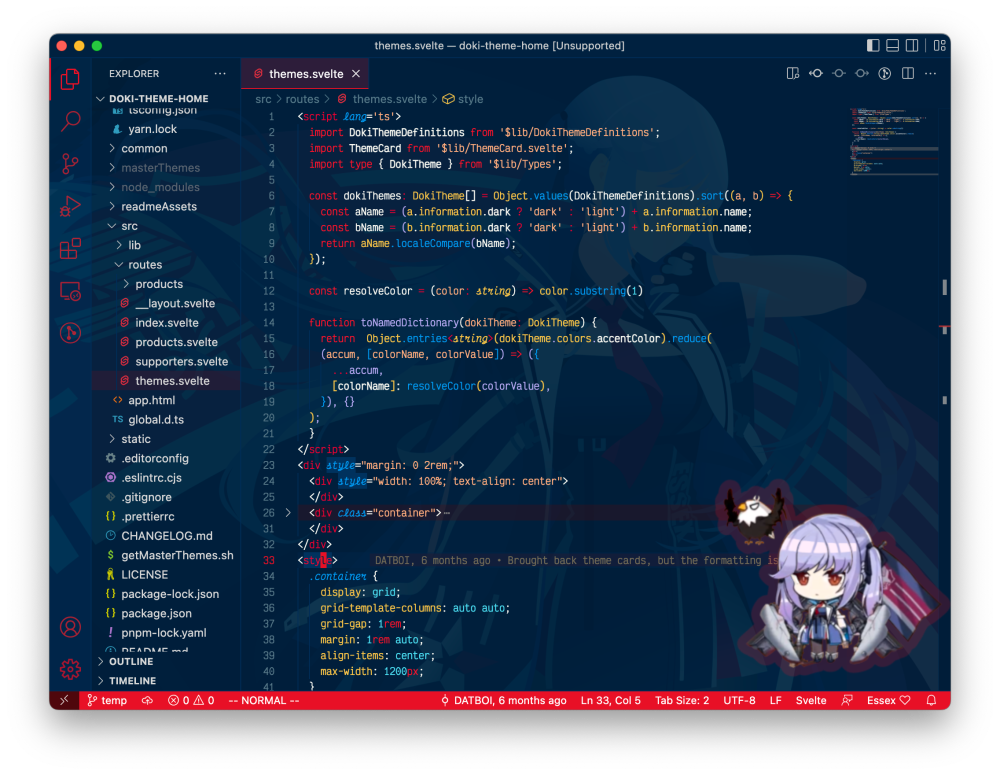 themes.svelte — doki-theme-home [Unsupported]
EXPLORER
themes.svelte
DOKI-THEME-HOME
tsconfig.json
yarn.lock
common
masterThemes
node_modules
readmeAssets
src
lib
routes
products
__layout.svelte
index.svelte
products.svelte
supporters.svelte
themes.svelte
app.html
TS global.d.ts
static
.editorconfig
.eslintrc.cjs
.gitignore
{} .prettierrc
CHANGELOG.md
$ getMasterThemes.sh
LICENSE
{} package-lock.json
{} package.json
! pnpm-lock.yaml
README.md
OUTLINE
TIMELINE
src > routes > themes.svelte > style
1 <script lang='ts'>
2 import DokiThemeDefinitions from '$lib/DokiThemeDefinitions';
3 import ThemeCard from '$lib/ThemeCard.svelte';
4 import type { DokiTheme } from '$lib/Types';
5
6 const dokiThemes: DokiTheme[] = Object.values(DokiThemeDefinitions).sort((a, b) => {
7 const aName = (a.information.dark ? 'dark' : 'light') + a.information.name;
8 const bName = (b.information.dark ? 'dark' : 'light') + b.information.name;
9 return aName.localeCompare(bName);
10 });
11
12 const resolveColor = (color: string) => color.substring(1)
13
14 function toNamedDictionary(dokiTheme: DokiTheme) {
15 return Object.entries<string>(dokiTheme.colors.accentColor).reduce(
16 (accum, [colorName, colorValue]) => ({
17 ...accum,
18 [colorName]: resolveColor(colorValue),
19 }), {}
20 );
21 }
22 </script>
23 <div style="margin: 0 2rem;">
24 <div style="width: 100%; text-align: center">
25 </div>
26 > <div class="container">…
31 </div>
32 </div>
33 <style> DATBOI, 6 months ago • Brought back theme cards, but the formatting is
34 .container {
35 display: grid;
36 grid-template-columns: auto auto;
37 grid-gap: 1rem;
38 margin: 1rem auto;
39 align-items: center;
40 max-width: 1200px;
41 }
temp
0
0
-- NORMAL --
DATBOI, 6 months ago
Ln 33, Col 5
Tab Size: 2
UTF-8
LF
Svelte
Essex ♡